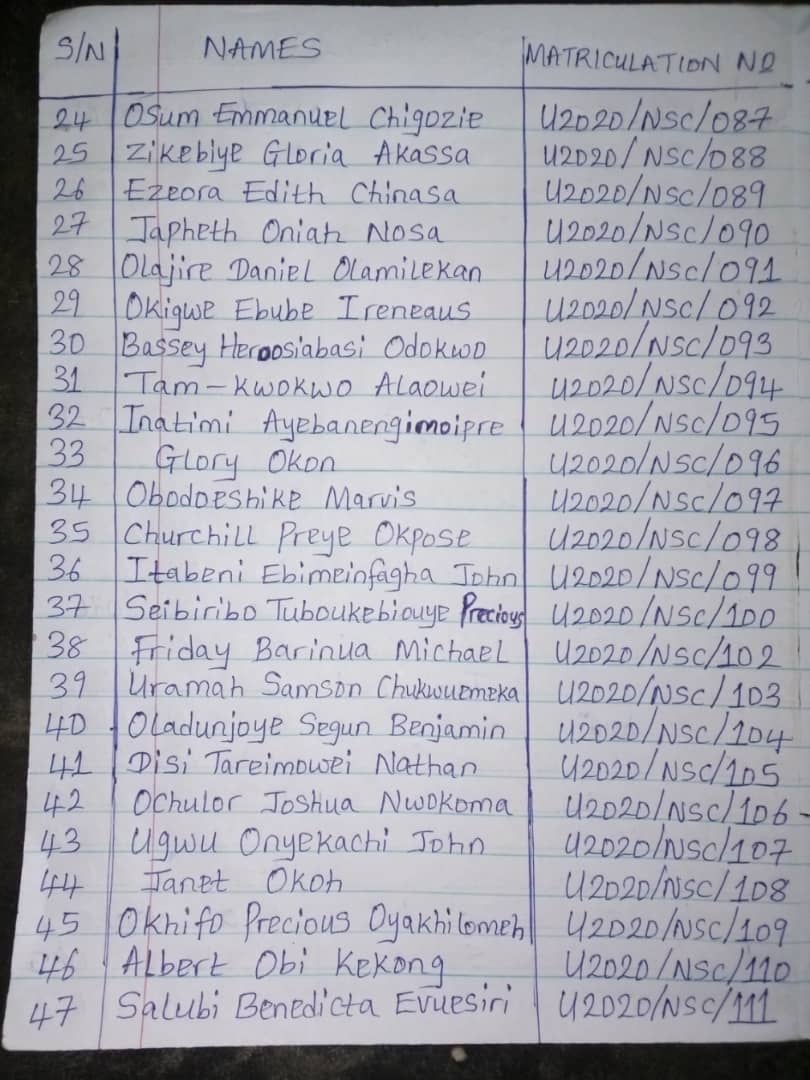 S/N NAMES MATRICULATION NO
24 Osum Emmanuel Chigozie U2020/NSC/087
25 Zikebiye Gloria Akassa U2020/NSC/088
26 Ezeora Edith Chinasa U2020/NSC/089
27 Japheth Oniah Nosa U2020/NSC/090
28 Olajire Daniel Olamilekan U2020/NSC/091
29 Okigwe Ebube Ireneaus U2020/NSC/092
30 Bassey Heroosiabasi Odokwo U2020/NSC/093
31 Tam-kwokwo Alaowei U2020/NSC/094
32 Inatimi Ayebanengimoipre U2020/NSC/095
33 Glory Okon U2020/NSC/096
34 Obodoeshike Marvis U2020/NSC/097
35 Churchill Preye Okpose U2020/NSC/098
36 Itabeni Ebimeinfagha John U2020/NSC/099
37 Seibiribo Tuboukebiouye Precious U2020/NSC/100
38 Friday Barinua Michael U2020/NSC/102
39 Uramah Samson Chukwuemeka U2020/NSC/103
40 Oladunjoye Segun Benjamin U2020/NSC/104
41 Disi Tareimowei Nathan U2020/NSC/105
42 Ochulor Joshua Nwokoma U2020/NSC/106
43 Ugwu Onyekachi John U2020/NSC/107
44 Janet Okoh U2020/NSC/108
45 Okhifo Precious Oyakhilomeh U2020/NSC/109
46 Albert Obi Kekong U2020/NSC/110
47 Salubi Benedicta Evuesiri U2020/NSC/111